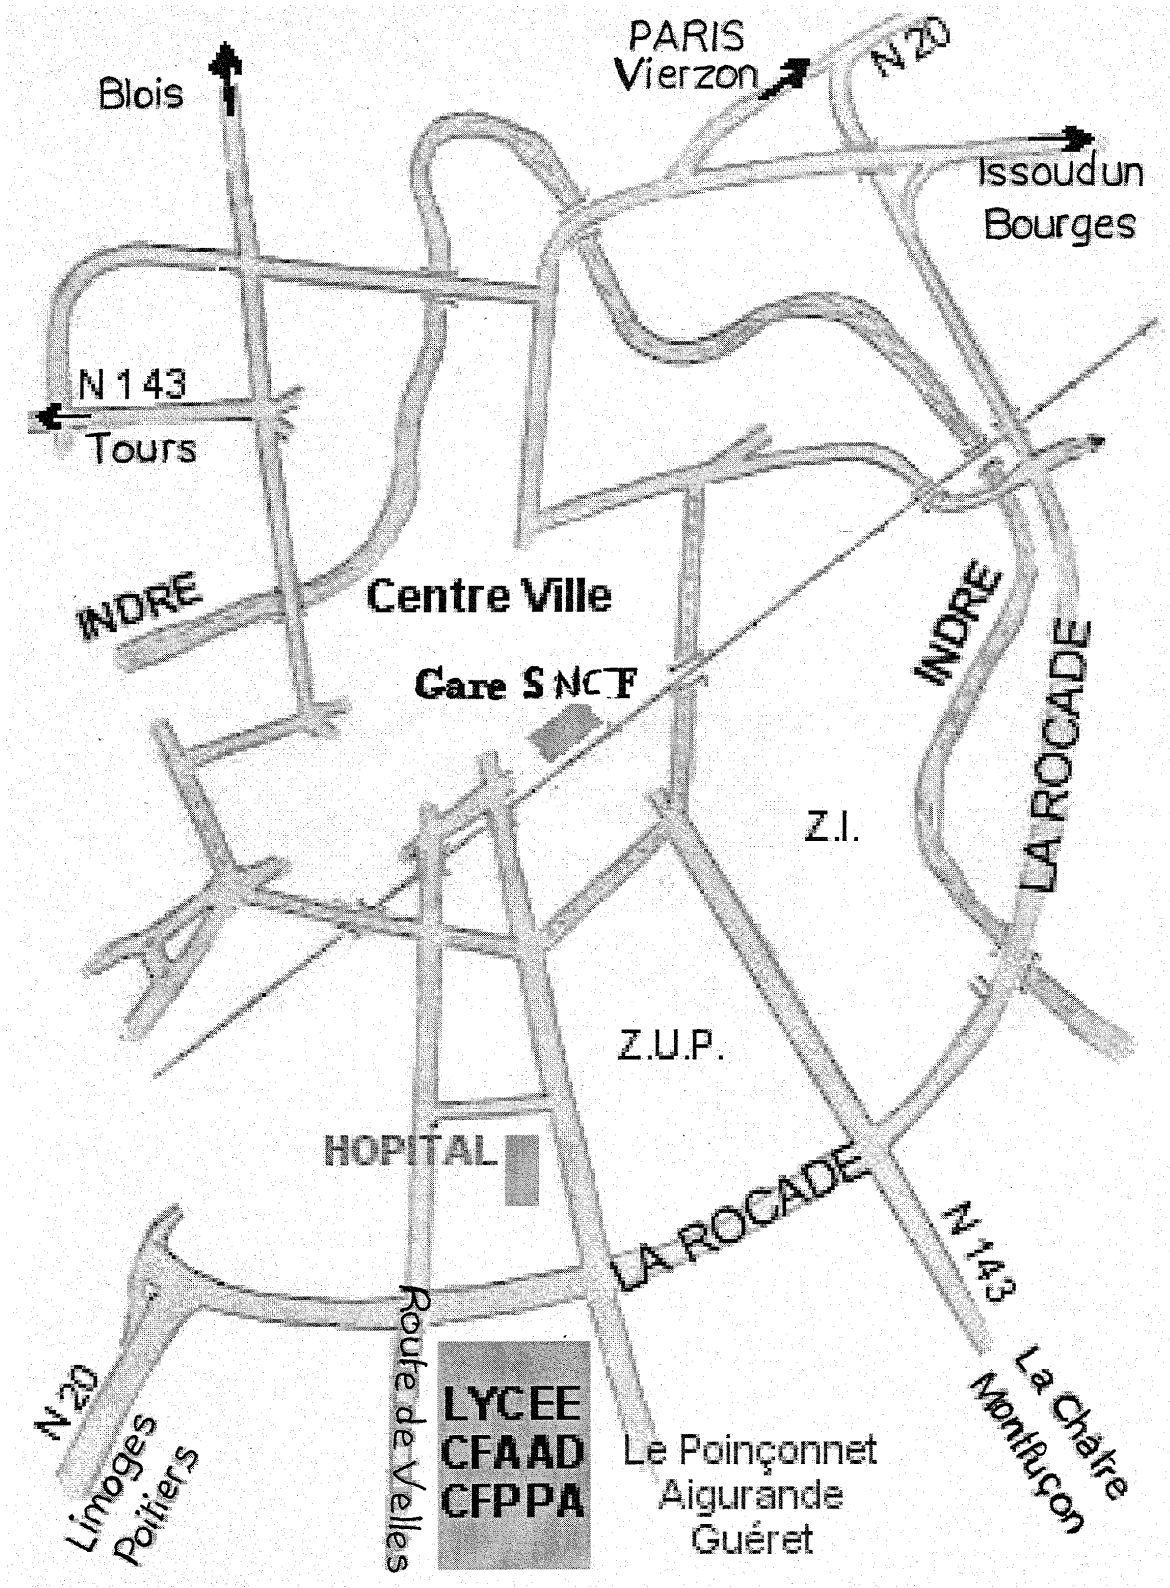 PARIS
Vierzon
N 20
Blois
Issoudun
Bourges
N 143
Tours
INDRE
Centre Ville
INDRE
Gare SNCF
LA ROCADE
Z.I.
Z.U.P.
HOPITAL
LA ROCADE
N 143
La Châtre
Montluçon
N 20
Limoges
Poitiers
Route de Velles
LYCEE
CFAAD
CFPPA
Le Poinçonnet
Aigurande
Guéret